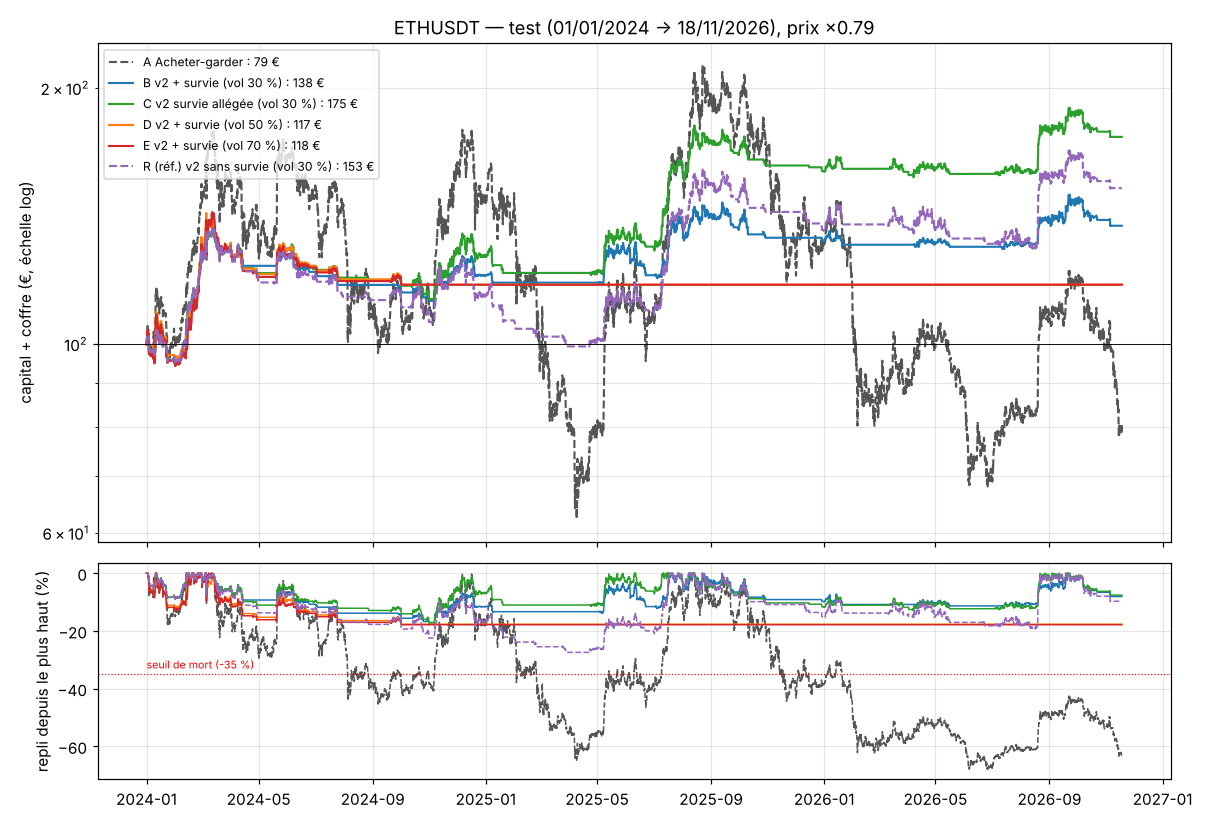 ETHUSDT — test (01/01/2024 → 18/11/2026), prix ×0.79
A Acheter-garder : 79 €
B v2 + survie (vol 30 %) : 138 €
C v2 survie allégée (vol 30 %) : 175 €
D v2 + survie (vol 50 %) : 117 €
E v2 + survie (vol 70 %) : 118 €
R (réf.) v2 sans survie (vol 30 %) : 153 €
capital + coffre (€, échelle log)
2 × 10²
10²
6 × 10¹
repli depuis le plus haut (%)
0
−20
−40
−60
seuil de mort (-35 %)
2024-01 2024-05 2024-09 2025-01 2025-05 2025-09 2026-01 2026-05 2026-09 2027-01